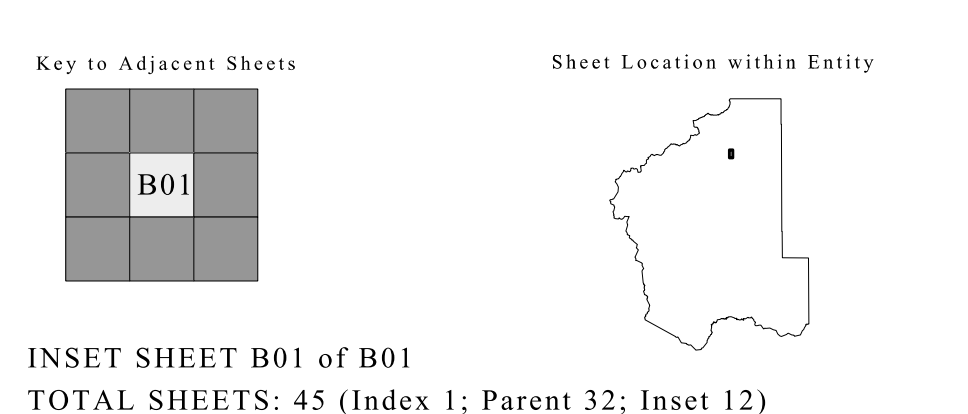 Key to Adjacent Sheets
Sheet Location within Entity
B01
INSET SHEET B01 of B01
TOTAL SHEETS: 45 (Index 1; Parent 32; Inset 12)